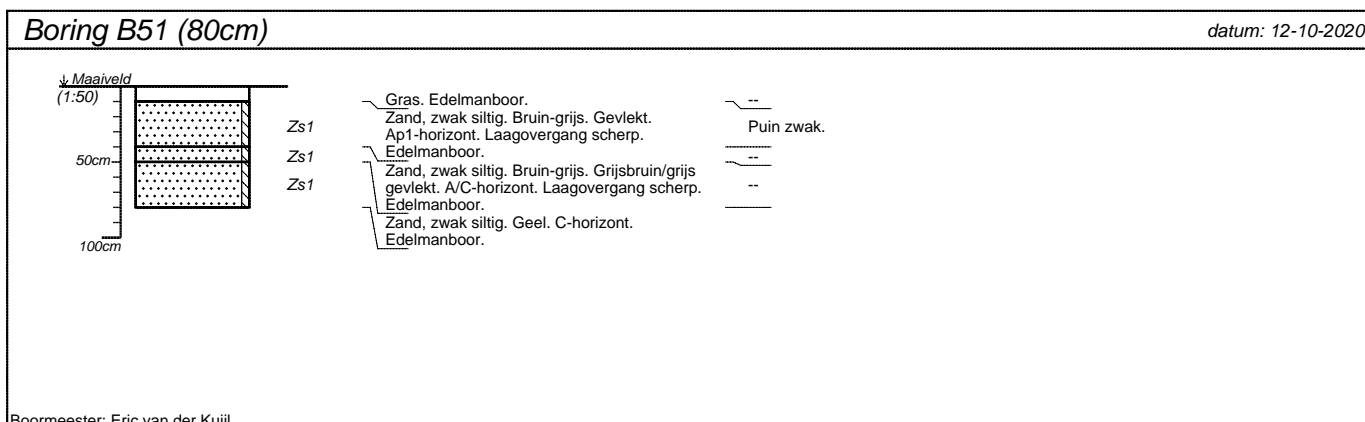 Boring B51 (80cm)
datum: 12-10-2020
Maaiveld
(1:50)
50cm
100cm
Zs1
Zs1
Zs1
Gras. Edelmanboor.
Zand, zwak siltig. Bruin-grijs. Gevlekt.
Ap1-horizont. Laagovergang scherp.
Edelmanboor.
Zand, zwak siltig. Bruin-grijs. Grijsbruin/grijs
gevlekt. A/C-horizont. Laagovergang scherp.
Edelmanboor.
Zand, zwak siltig. Geel. C-horizont.
Edelmanboor.
--
Puin zwak.
--
--
Boormeester: Eric van der Kuijl